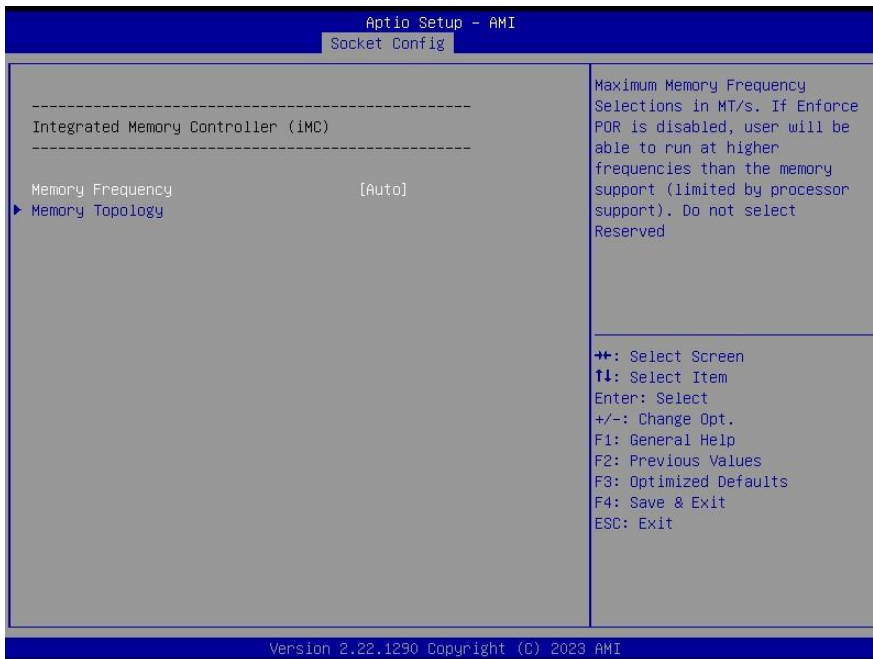 Aptio Setup - AMI
Socket Config
--------------------------------------------------
Integrated Memory Controller (iMC)
--------------------------------------------------
Memory Frequency [Auto]
Memory Topology
Maximum Memory Frequency
Selections in MT/s. If Enforce
POR is disabled, user will be
able to run at higher
frequencies than the memory
support (limited by processor
support). Do not select
Reserved
→←: Select Screen
↑↓: Select Item
Enter: Select
+/-: Change Opt.
F1: General Help
F2: Previous Values
F3: Optimized Defaults
F4: Save & Exit
ESC: Exit
Version 2.22.1290 Copyright (C) 2023 AMI